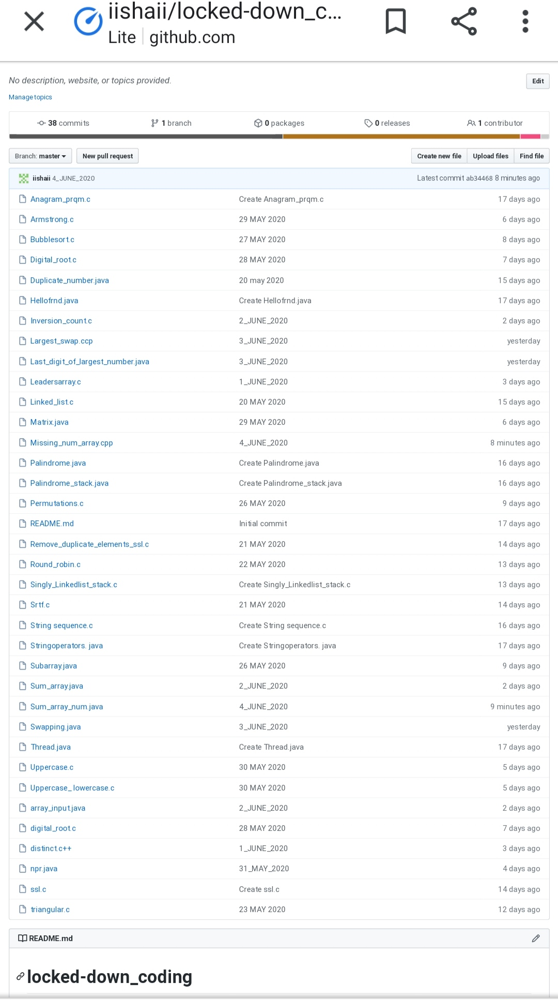 iishaii/locked-down_c...
Lite | github.com
No description, website, or topics provided.
Edit
Manage topics
38 commits 1 branch 0 packages 0 releases 1 contributor
Branch: master New pull request Create new file Upload files Find file
iishaii 4_JUNE_2020 Latest commit ab34468 8 minutes ago
Anagram_prqm.c Create Anagram_prqm.c 17 days ago
Armstrong.c 29 MAY 2020 6 days ago
Bubblesort.c 27 MAY 2020 8 days ago
Digital_root.c 28 MAY 2020 7 days ago
Duplicate_number.java 20 may 2020 15 days ago
Hellofrnd.java Create Hellofrnd.java 17 days ago
Inversion_count.c 2_JUNE_2020 2 days ago
Largest_swap.ccp 3_JUNE_2020 yesterday
Last_digit_of_largest_number.java 3_JUNE_2020 yesterday
Leadersarray.c 1_JUNE_2020 3 days ago
Linked_list.c 20 MAY 2020 15 days ago
Matrix.java 29 MAY 2020 6 days ago
Missing_num_array.cpp 4_JUNE_2020 8 minutes ago
Palindrome.java Create Palindrome.java 16 days ago
Palindrome_stack.java Create Palindrome_stack.java 16 days ago
Permutations.c 26 MAY 2020 9 days ago
README.md Initial commit 17 days ago
Remove_duplicate_elements_ssl.c 21 MAY 2020 14 days ago
Round_robin.c 22 MAY 2020 13 days ago
Singly_Linkedlist_stack.c Create Singly_Linkedlist_stack.c 13 days ago
Srtf.c 21 MAY 2020 14 days ago
String sequence.c Create String sequence.c 16 days ago
Stringoperators. java Create Stringoperators. java 17 days ago
Subarray.java 26 MAY 2020 9 days ago
Sum_array.java 2_JUNE_2020 2 days ago
Sum_array_num.java 4_JUNE_2020 9 minutes ago
Swapping.java 3_JUNE_2020 yesterday
Thread.java Create Thread.java 17 days ago
Uppercase.c 30 MAY 2020 5 days ago
Uppercase_ lowercase.c 30 MAY 2020 5 days ago
array_input.java 2_JUNE_2020 2 days ago
digital_root.c 28 MAY 2020 7 days ago
distinct.c++ 1_JUNE_2020 3 days ago
npr.java 31_MAY_2020 4 days ago
ssl.c Create ssl.c 14 days ago
triangular.c 23 MAY 2020 12 days ago
README.md
locked-down_coding